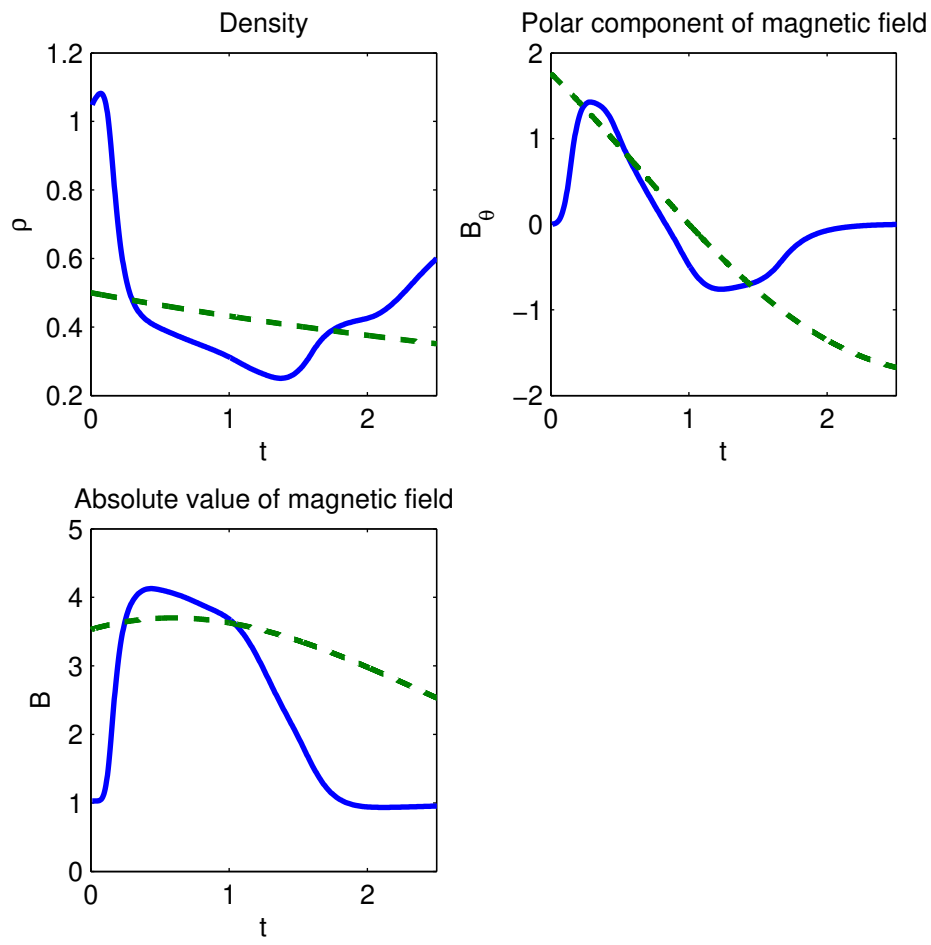 Density
1.2
1
0.8
0.6
0.4
0.2
ρ
0
1
2
t
Polar component of magnetic field
2
1
0
−1
−2
B_θ
0
1
2
t
Absolute value of magnetic field
5
4
3
2
1
0
B
0
1
2
t